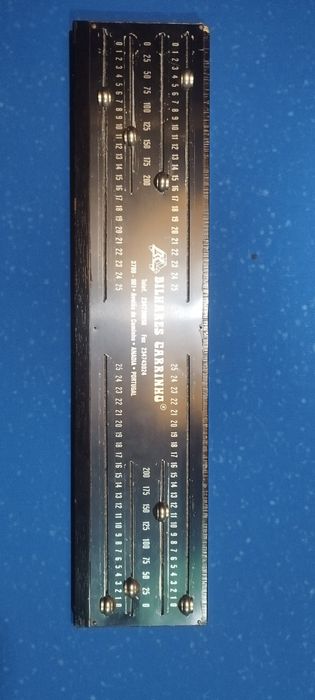 0 1 2 3 4 5 6 7 8 9 10 11 12 13 14 15 16 17 18 19 20 21 22 23 24 25
0 25 50 75 100 125 150 175 200
0 1 2 3 4 5 6 7 8 9 10 11 12 13 14 15 16 17 18 19 20 21 22 23 24 25
BILHARES CARRINHO ®
Telef. Fax 234743024
ANADIA • PORTUGAL
25 24 23 22 21 20 19 18 17 16 15 14 13 12 11 10 9 8 7 6 5 4 3 2 1 0
200 175 150 125 100 75 50 25 0
25 24 23 22 21 20 19 18 17 16 15 14 13 12 11 10 9 8 7 6 5 4 3 2 1 0